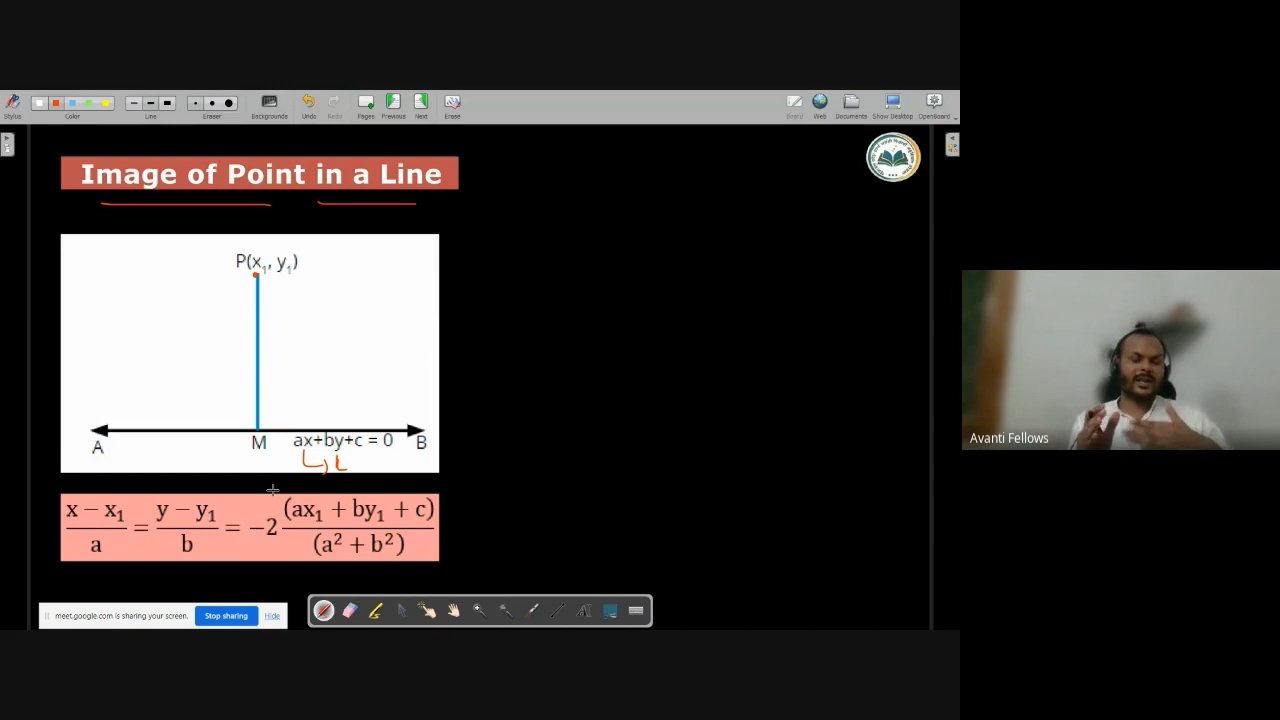 Stylus
Color
Line
Eraser
Backgrounds
Undo
Redo
Pages
Previous
Next
Erase
Board
Web
Documents
Show Desktop
OpenBoard
Image of Point in a Line
P(x₁, y₁)
A
M
ax+by+c = 0
B
L
x − x₁ / a = y − y₁ / b = −2 (ax₁ + by₁ + c) / (a² + b²)
meet.google.com is sharing your screen.
Stop sharing
Hide
Avanti Fellows